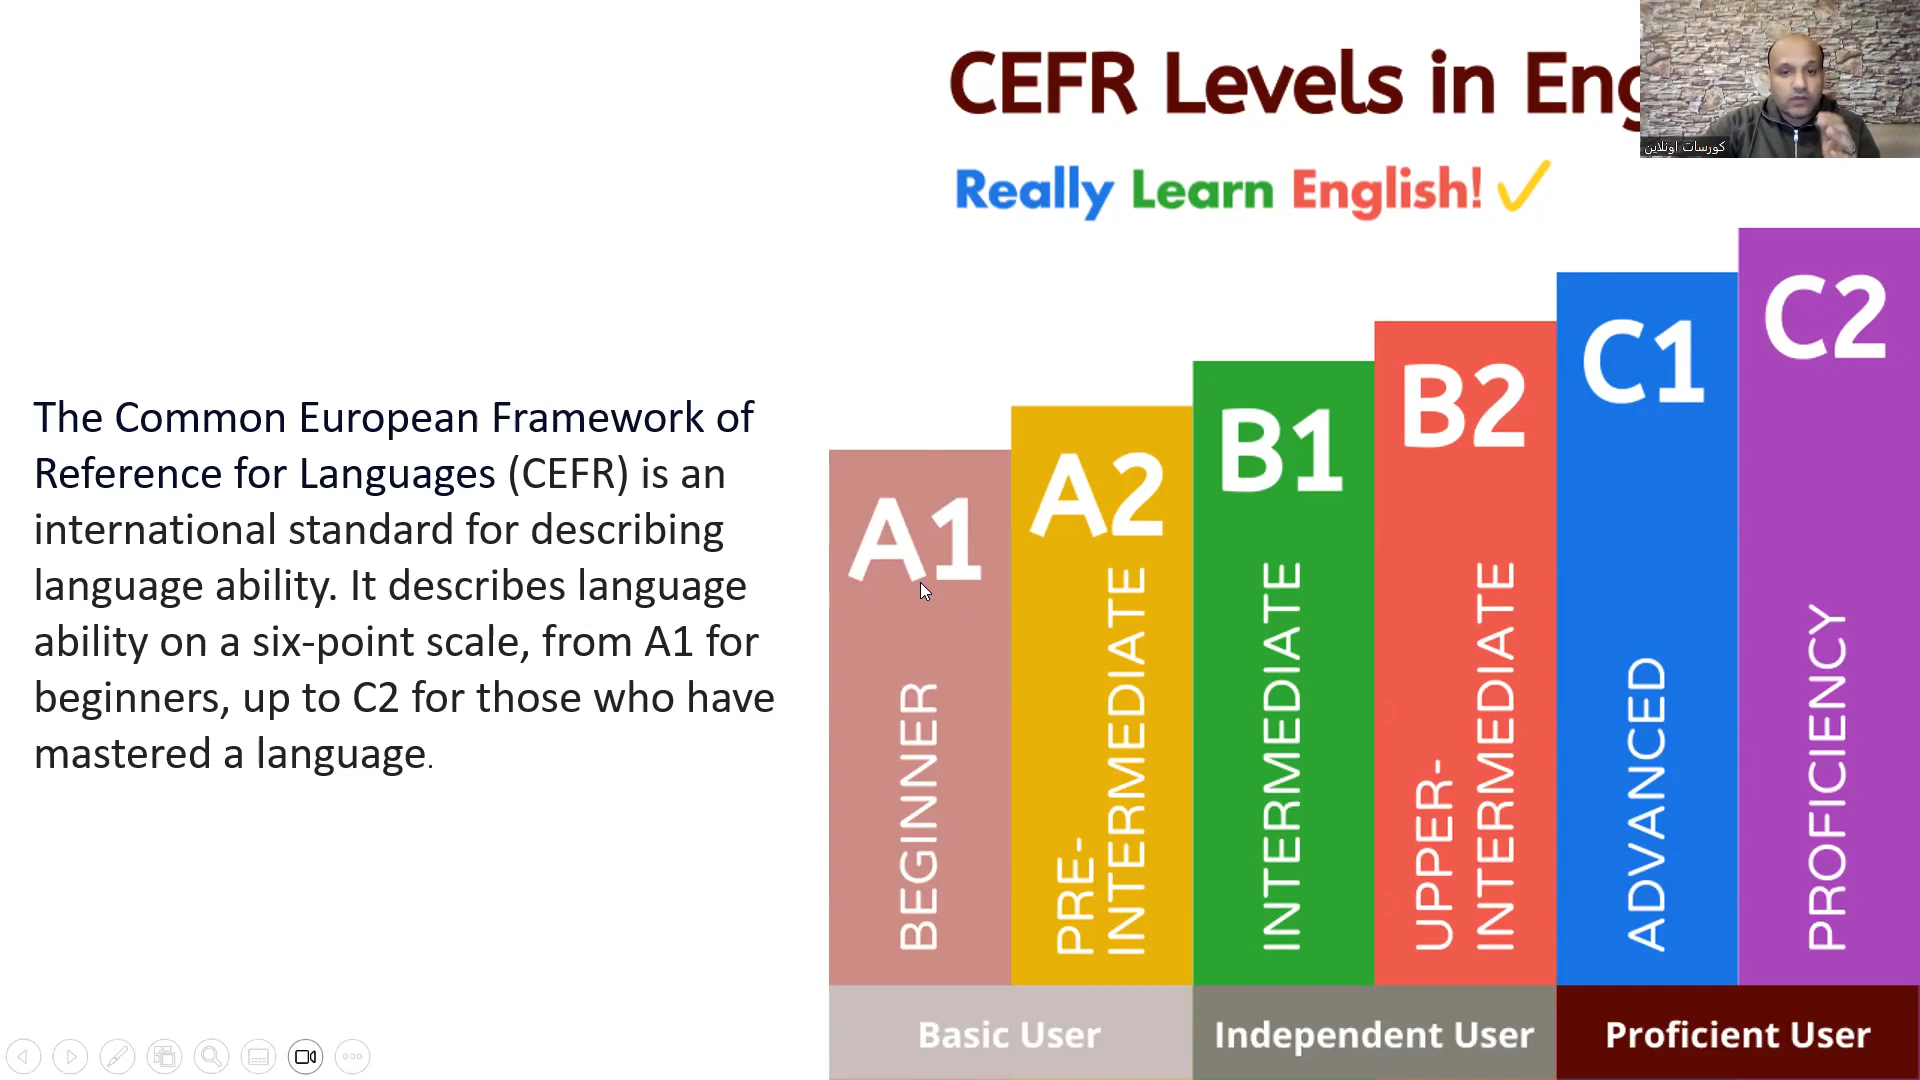 CEFR Levels in Eng
كورسات اونلاين
Really Learn English!
The Common European Framework of
Reference for Languages (CEFR) is an
international standard for describing
language ability. It describes language
ability on a six-point scale, from A1 for
beginners, up to C2 for those who have
mastered a language.
A1
BEGINNER
A2
PRE-
INTERMEDIATE
B1
INTERMEDIATE
B2
UPPER-
INTERMEDIATE
C1
ADVANCED
C2
PROFICIENCY
Basic User
Independent User
Proficient User